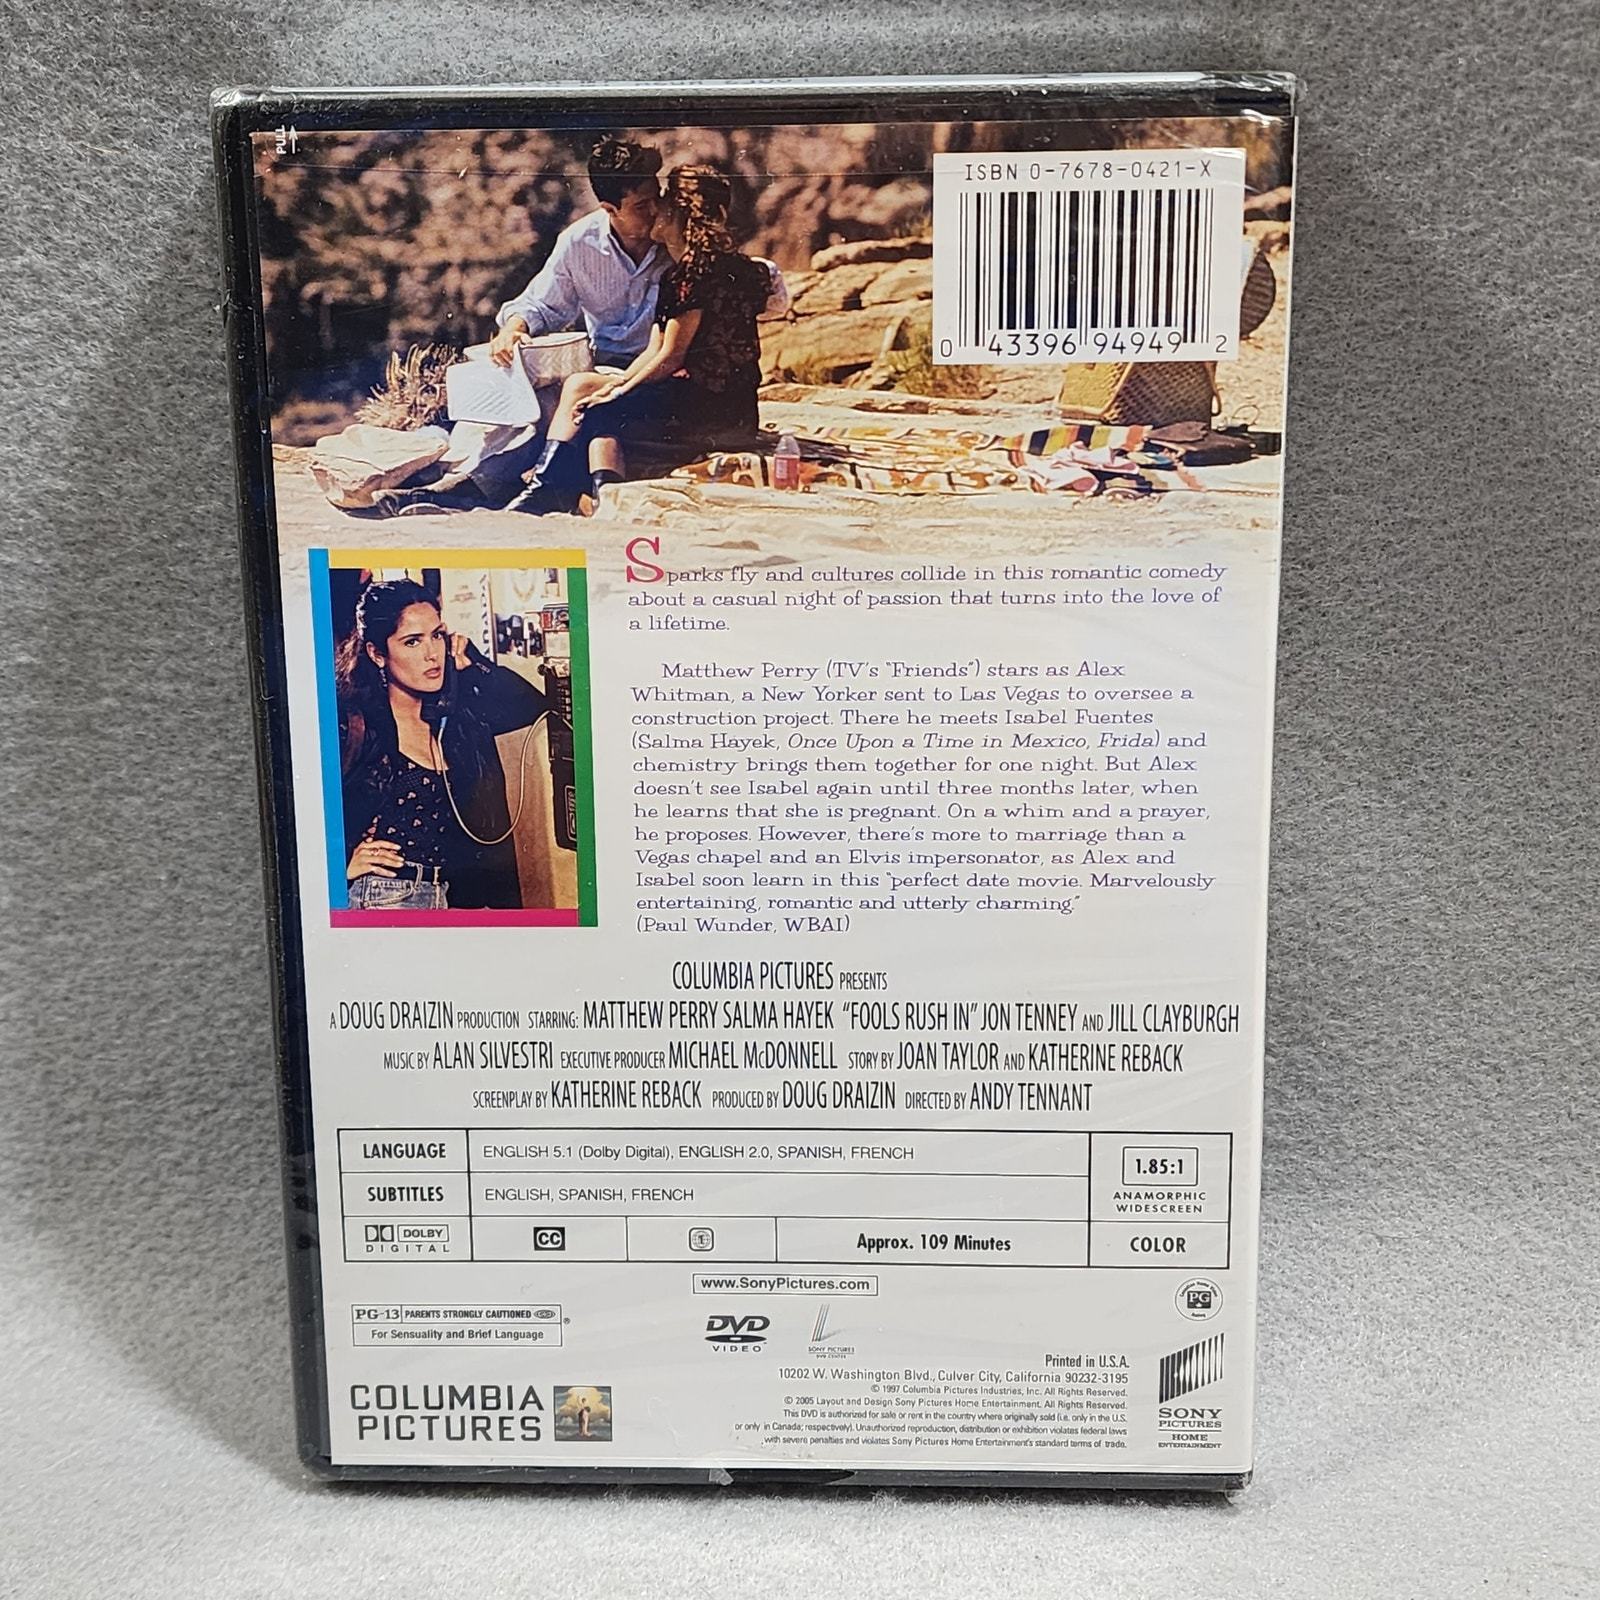 PULL
ISBN 0-7678-0421-X
0 43396 94949 2
Sparks fly and cultures collide in this romantic comedy
about a casual night of passion that turns into the love of
a lifetime.
Matthew Perry (TV's "Friends") stars as Alex
Whitman, a New Yorker sent to Las Vegas to oversee a
construction project. There he meets Isabel Fuentes
(Salma Hayek, Once Upon a Time in Mexico, Frida) and
chemistry brings them together for one night. But Alex
doesn't see Isabel again until three months later, when
he learns that she is pregnant. On a whim and a prayer,
he proposes. However, there's more to marriage than a
Vegas chapel and an Elvis impersonator, as Alex and
Isabel soon learn in this "perfect date movie. Marvelously
entertaining, romantic and utterly charming."
(Paul Wunder, WBAI)
COLUMBIA PICTURES PRESENTS
A DOUG DRAIZIN PRODUCTION STARRING: MATTHEW PERRY SALMA HAYEK "FOOLS RUSH IN" JON TENNEY AND JILL CLAYBURGH
MUSIC BY ALAN SILVESTRI EXECUTIVE PRODUCER MICHAEL McDONNELL STORY BY JOAN TAYLOR AND KATHERINE REBACK
SCREENPLAY BY KATHERINE REBACK PRODUCED BY DOUG DRAIZIN DIRECTED BY ANDY TENNANT
LANGUAGE ENGLISH 5.1 (Dolby Digital), ENGLISH 2.0, SPANISH, FRENCH
SUBTITLES ENGLISH, SPANISH, FRENCH
1.85:1
ANAMORPHIC
WIDESCREEN
DOLBY
DIGITAL
CC
1
Approx. 109 Minutes
COLOR
www.SonyPictures.com
PG-13 PARENTS STRONGLY CAUTIONED
For Sensuality and Brief Language ®
DVD
VIDEO
SONY PICTURES
DVD CENTER
PG
Printed in U.S.A.
10202 W. Washington Blvd., Culver City, California 90232-3195
© 1997 Columbia Pictures Industries, Inc. All Rights Reserved.
© 2005 Layout and Design Sony Pictures Home Entertainment. All Rights Reserved.
This DVD is authorized for sale or rent in the country where originally sold (i.e. only in the U.S.
or only in Canada; respectively). Unauthorized reproduction, distribution or exhibition violates federal laws
with severe penalties and violates Sony Pictures Home Entertainment's standard terms of trade.
COLUMBIA
PICTURES
SONY
PICTURES
HOME
ENTERTAINMENT